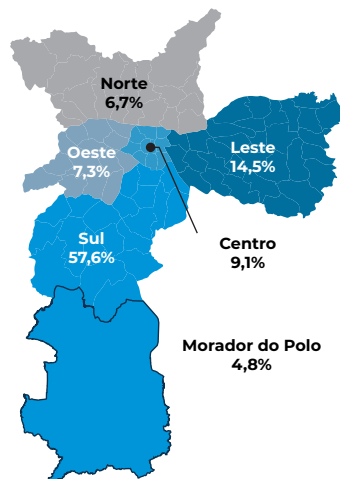 Norte
6,7%
Oeste
7,3%
Leste
14,5%
Sul
57,6%
Centro
9,1%
Morador do Polo
4,8%